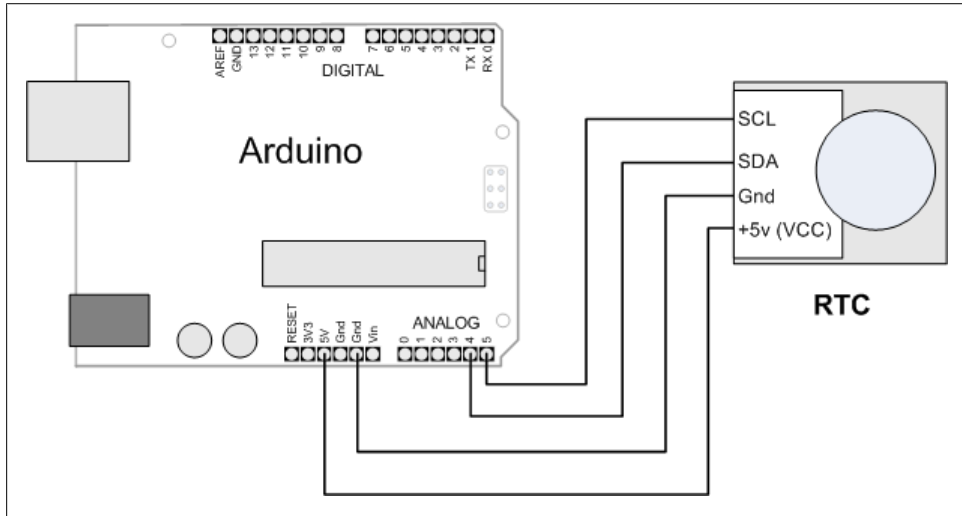 AREF GND 13 12 11 10 9 8 7 6 5 4 3 2 TX 1 RX 0
DIGITAL
Arduino
SCL
SDA
Gnd
+5v (VCC)
RTC
ANALOG
RESET 3V3 5V Gnd Gnd Vin 0 1 2 3 4 5